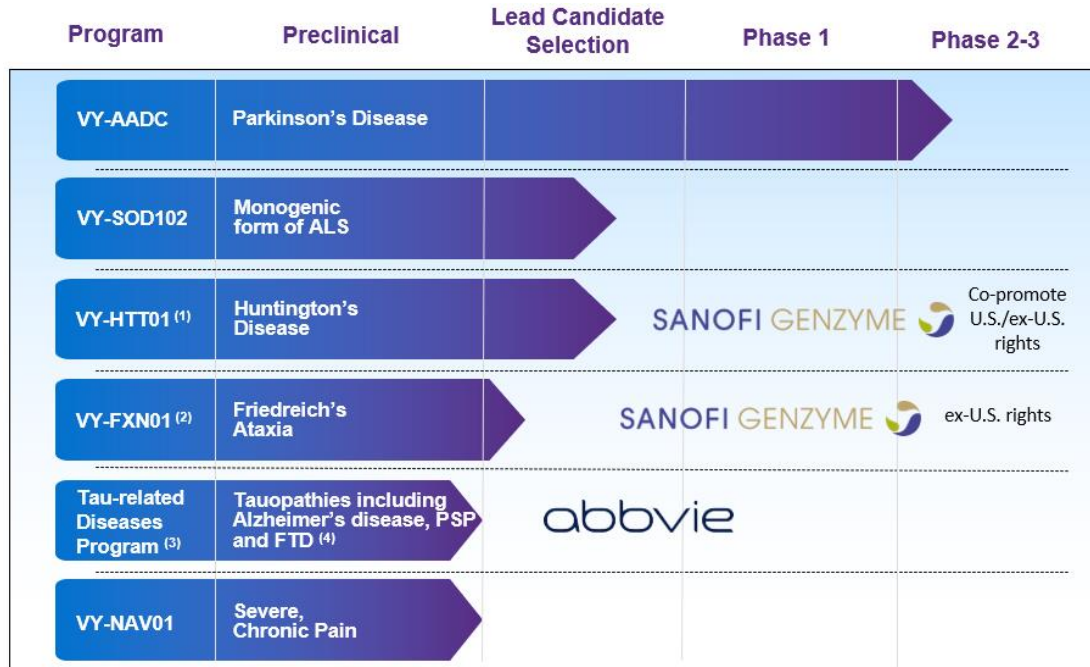 Program
Preclinical
Lead Candidate
Selection
Phase 1
Phase 2-3
VY-AADC
Parkinson's Disease
VY-SOD102
Monogenic
form of ALS
VY-HTT01 (1)
Huntington's
Disease
SANOFI GENZYME
Co-promote
U.S./ex-U.S.
rights
VY-FXN01 (2)
Friedreich's
Ataxia
SANOFI GENZYME
ex-U.S. rights
Tau-related
Diseases
Program (3)
Tauopathies including
Alzheimer's disease, PSP
and FTD (4)
abbvie
VY-NAV01
Severe,
Chronic Pain